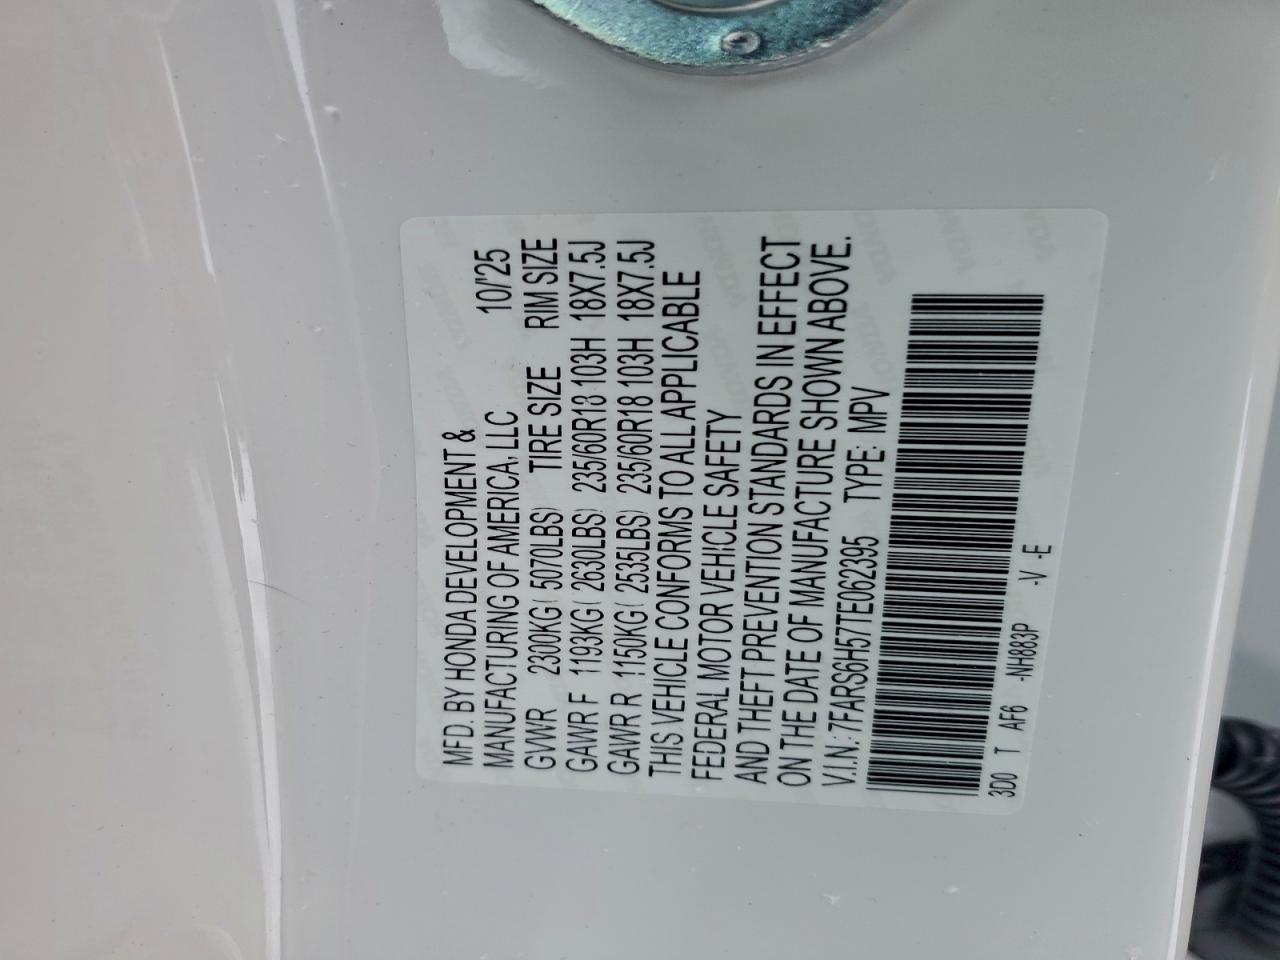 MFD. BY HONDA DEVELOPMENT &
MANUFACTURING OF AMERICA, LLC 10/'25
GVWR 2300KG( 5070LBS) TIRE SIZE RIM SIZE
GAWR F 1193KG( 2630LBS) 235/60R18 103H 18X7.5J
GAWR R 1150KG( 2535LBS) 235/60R18 103H 18X7.5J
THIS VEHICLE CONFORMS TO ALL APPLICABLE
FEDERAL MOTOR VEHICLE SAFETY
AND THEFT PREVENTION STANDARDS IN EFFECT
ON THE DATE OF MANUFACTURE SHOWN ABOVE.
V.I.N.: 7FARS6H57TE062395 TYPE: MPV
3D0 T AF6 -NH883P -V -E